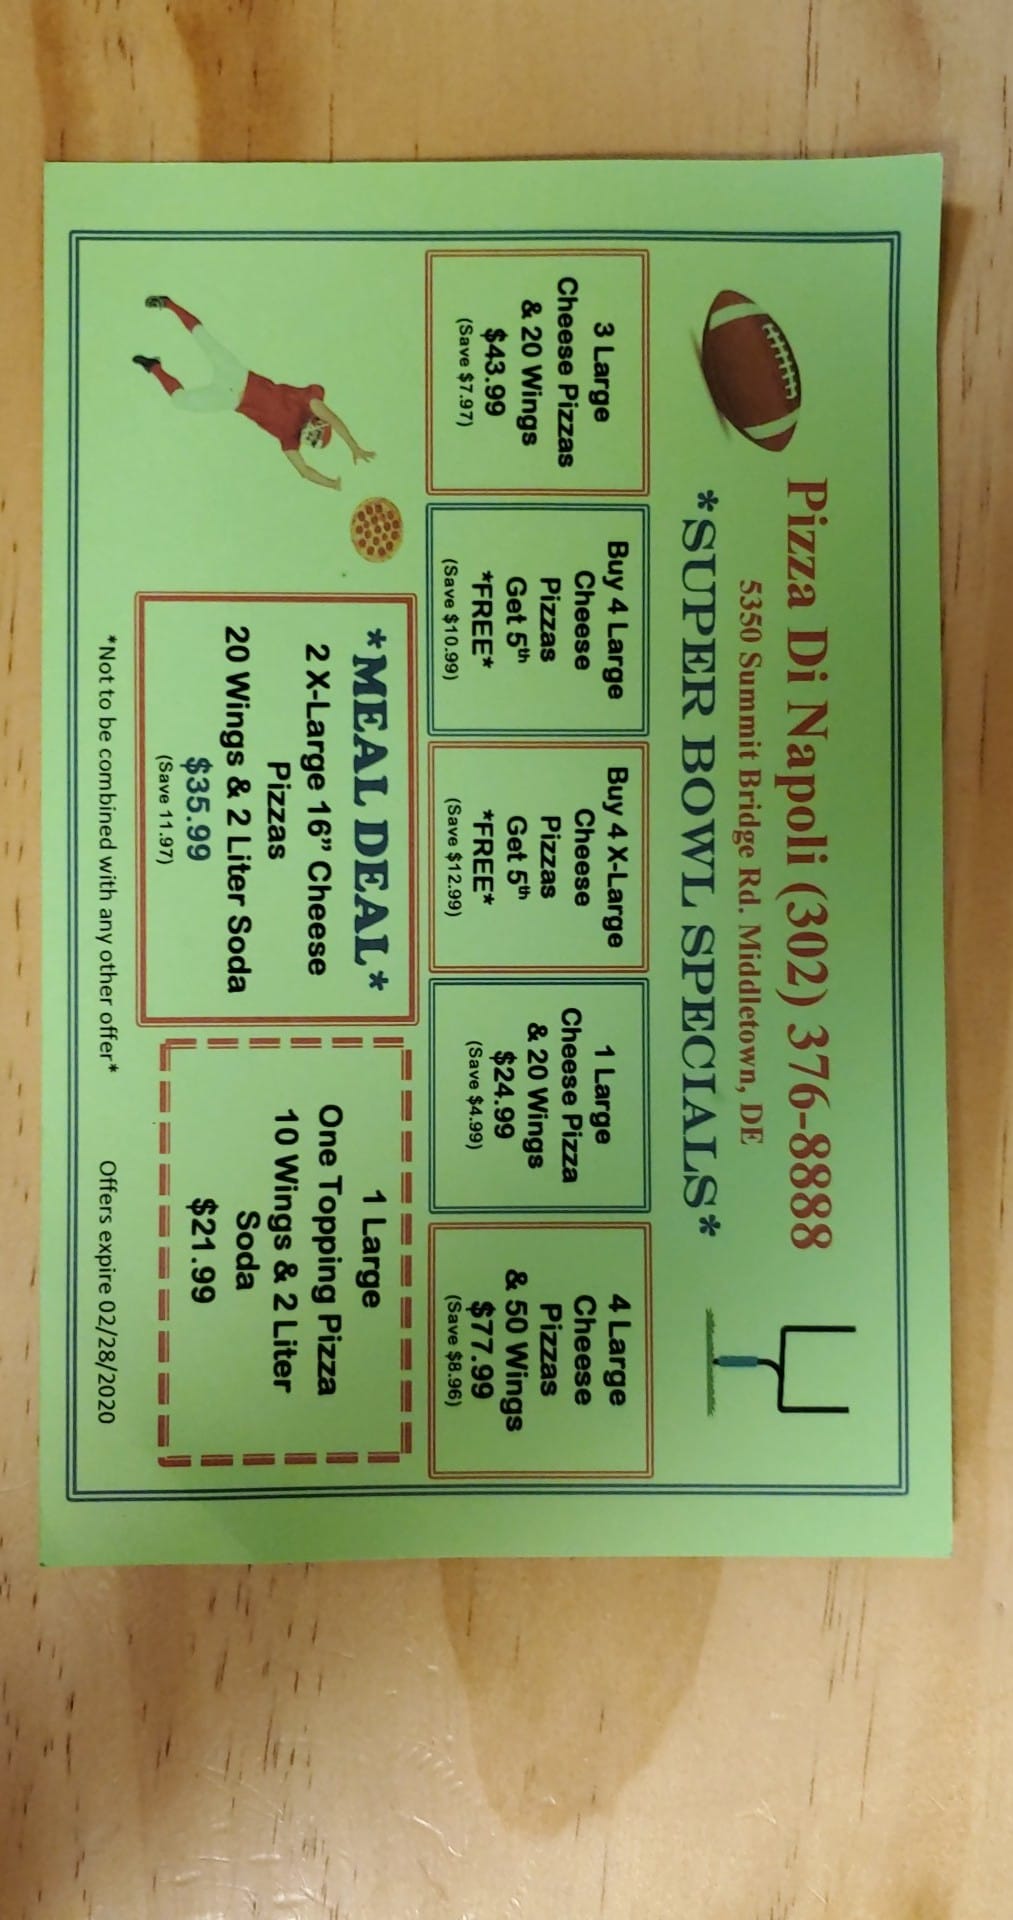 Pizza Di Napoli (302) 376-8888
5350 Summit Bridge Rd. Middletown, DE
*SUPER BOWL SPECIALS*
3 Large
Cheese Pizzas
& 20 Wings
$43.99
(Save $7.97)
Buy 4 Large
Cheese
Pizzas
Get 5th
*FREE*
(Save $10.99)
Buy 4 X-Large
Cheese
Pizzas
Get 5th
*FREE*
(Save $12.99)
1 Large
Cheese Pizza
& 20 Wings
$24.99
(Save $4.99)
4 Large
Cheese
Pizzas
& 50 Wings
$77.99
(Save $8.96)
*MEAL DEAL*
2 X-Large 16” Cheese
Pizzas
20 Wings & 2 Liter Soda
$35.99
(Save 11.97)
1 Large
One Topping Pizza
10 Wings & 2 Liter
Soda
$21.99
*Not to be combined with any other offer* Offers expire 02/28/2020